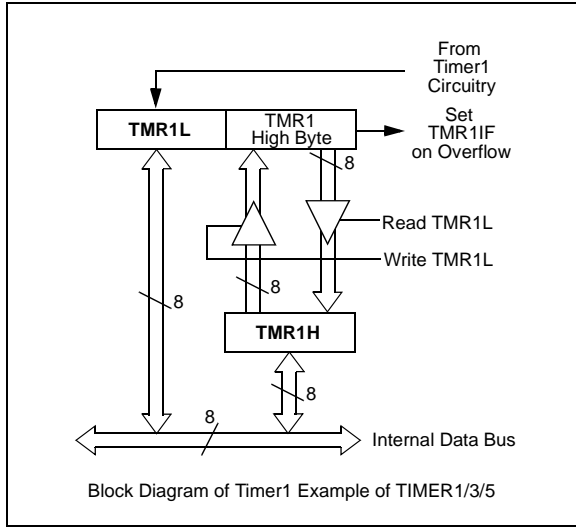 From
Timer1
Circuitry
TMR1L
TMR1
High Byte
Set
TMR1IF
on Overflow
8
Read TMR1L
Write TMR1L
8
8
TMR1H
8
8
Internal Data Bus
Block Diagram of Timer1 Example of TIMER1/3/5